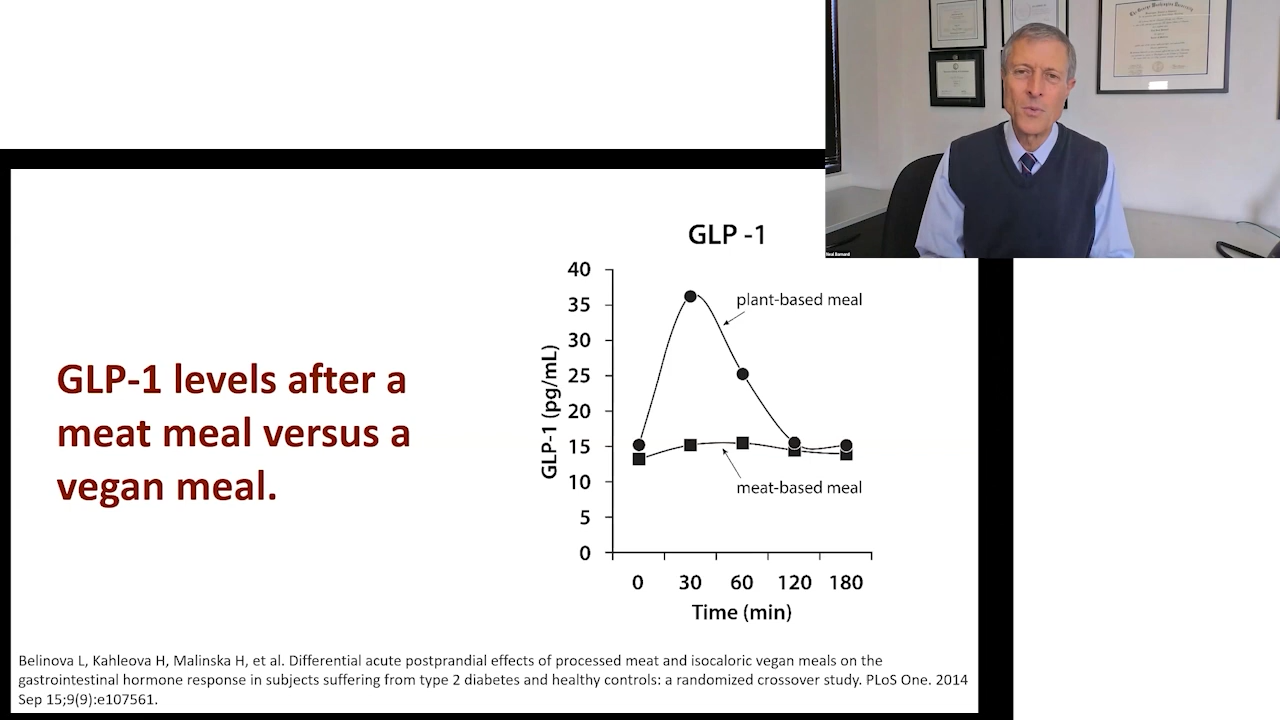 Neal Barnard
GLP -1
GLP-1 levels after a
meat meal versus a
vegan meal.
GLP-1 (pg/mL)
40
35
30
25
20
15
10
5
0
plant-based meal
meat-based meal
0 30 60 120 180
Time (min)
Belinova L, Kahleova H, Malinska H, et al. Differential acute postprandial effects of processed meat and isocaloric vegan meals on the
gastrointestinal hormone response in subjects suffering from type 2 diabetes and healthy controls: a randomized crossover study. PLoS One. 2014
Sep 15;9(9):e107561.